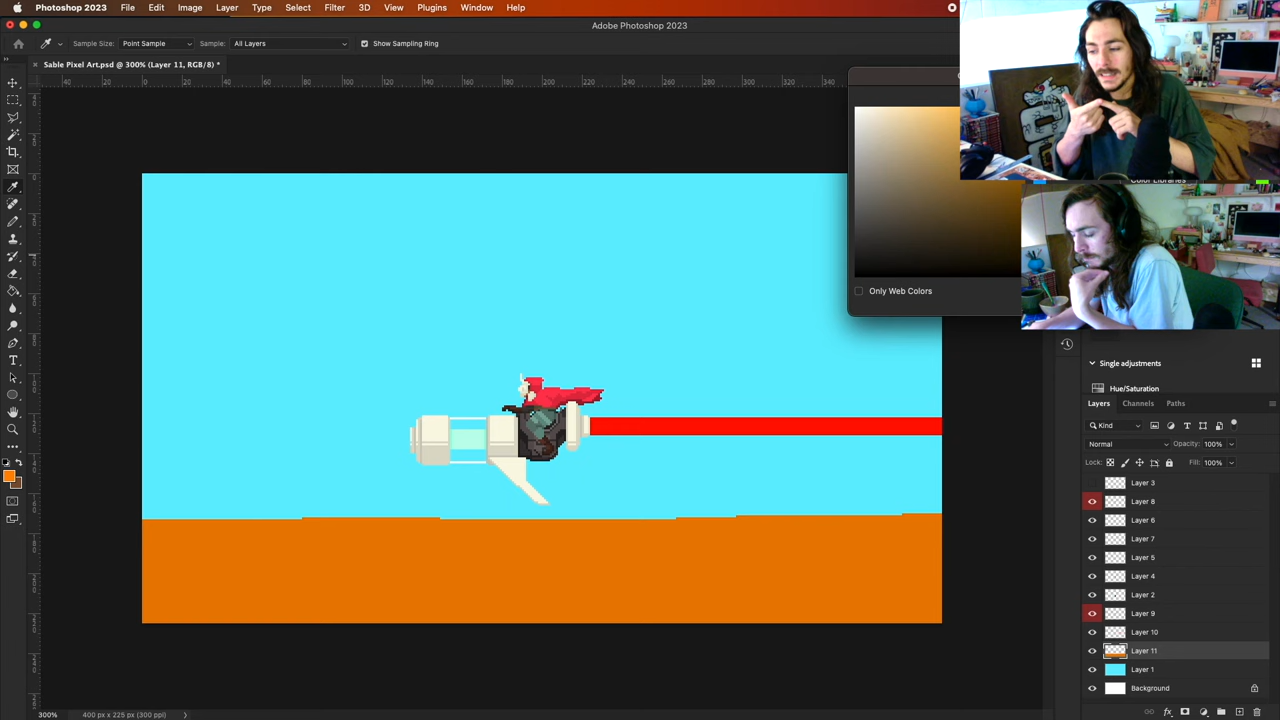 Photoshop 2023 File Edit Image Layer Type Select Filter 3D View Plugins Window Help
Adobe Photoshop 2023
Sample Size: Point Sample Sample: All Layers Show Sampling Ring
Sable Pixel Art.psd @ 300% (Layer 11, RGB/8) *
Only Web Colors
Single adjustments
Hue/Saturation
Layers Channels Paths
Kind
Normal Opacity: 100%
Lock: Fill: 100%
Layer 3
Layer 8
Layer 6
Layer 7
Layer 5
Layer 4
Layer 2
Layer 9
Layer 10
Layer 11
Layer 1
Background
300% 400 px x 225 px (300 ppi)